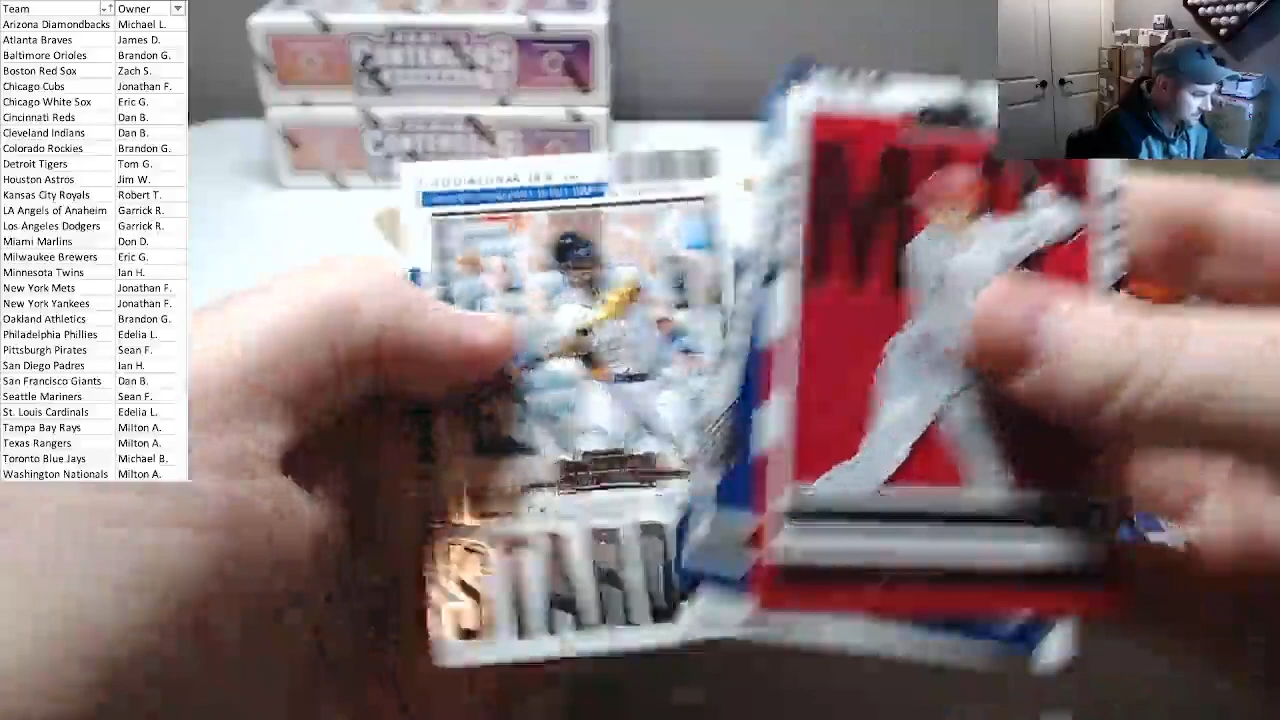 Team Owner
Arizona Diamondbacks Michael L.
Atlanta Braves James D.
Baltimore Orioles Brandon G.
Boston Red Sox Zach S.
Chicago Cubs Jonathan F.
Chicago White Sox Eric G.
Cincinnati Reds Dan B.
Cleveland Indians Dan B.
Colorado Rockies Brandon G.
Detroit Tigers Tom G.
Houston Astros Jim W.
Kansas City Royals Robert T.
LA Angels of Anaheim Garrick R.
Los Angeles Dodgers Garrick R.
Miami Marlins Don D.
Milwaukee Brewers Eric G.
Minnesota Twins Ian H.
New York Mets Jonathan F.
New York Yankees Jonathan F.
Oakland Athletics Brandon G.
Philadelphia Phillies Edelia L.
Pittsburgh Pirates Sean F.
San Diego Padres Ian H.
San Francisco Giants Dan B.
Seattle Mariners Sean F.
St. Louis Cardinals Edelia L.
Tampa Bay Rays Milton A.
Texas Rangers Milton A.
Toronto Blue Jays Michael B.
Washington Nationals Milton A.
CONTENDERS